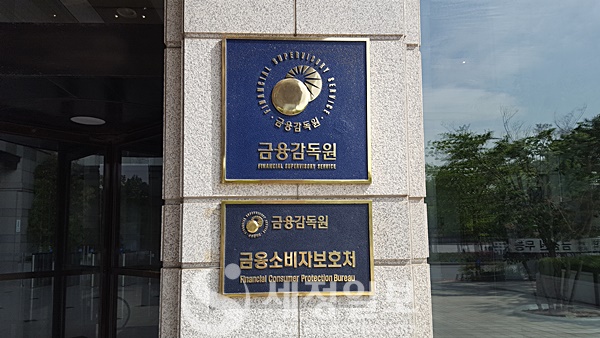 FINANCIAL SUPERVISORY SERVICE
· 금융감독원 ·
금융감독원
FINANCIAL SUPERVISORY SERVICE
금융감독원
금융소비자보호처
Financial Consumer Protection Bureau
세정일보